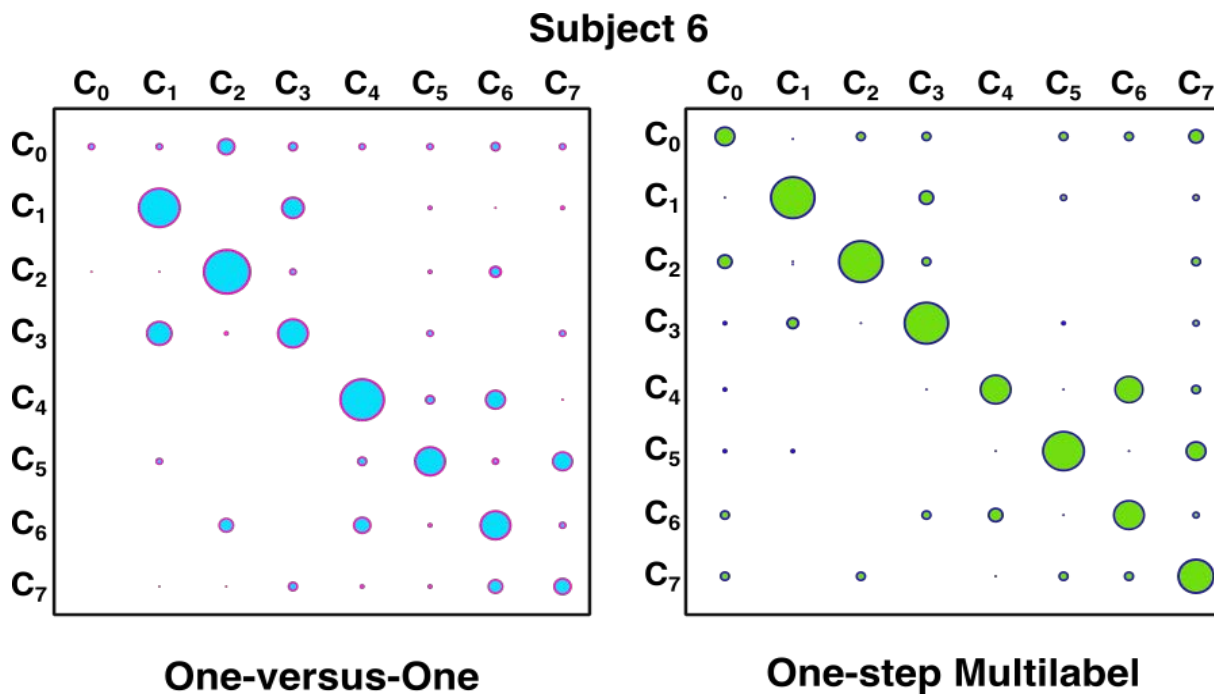 Subject 6
C₀ C₁ C₂ C₃ C₄ C₅ C₆ C₇
C₀
C₁
C₂
C₃
C₄
C₅
C₆
C₇
One-versus-One
C₀ C₁ C₂ C₃ C₄ C₅ C₆ C₇
C₀
C₁
C₂
C₃
C₄
C₅
C₆
C₇
One-step Multilabel